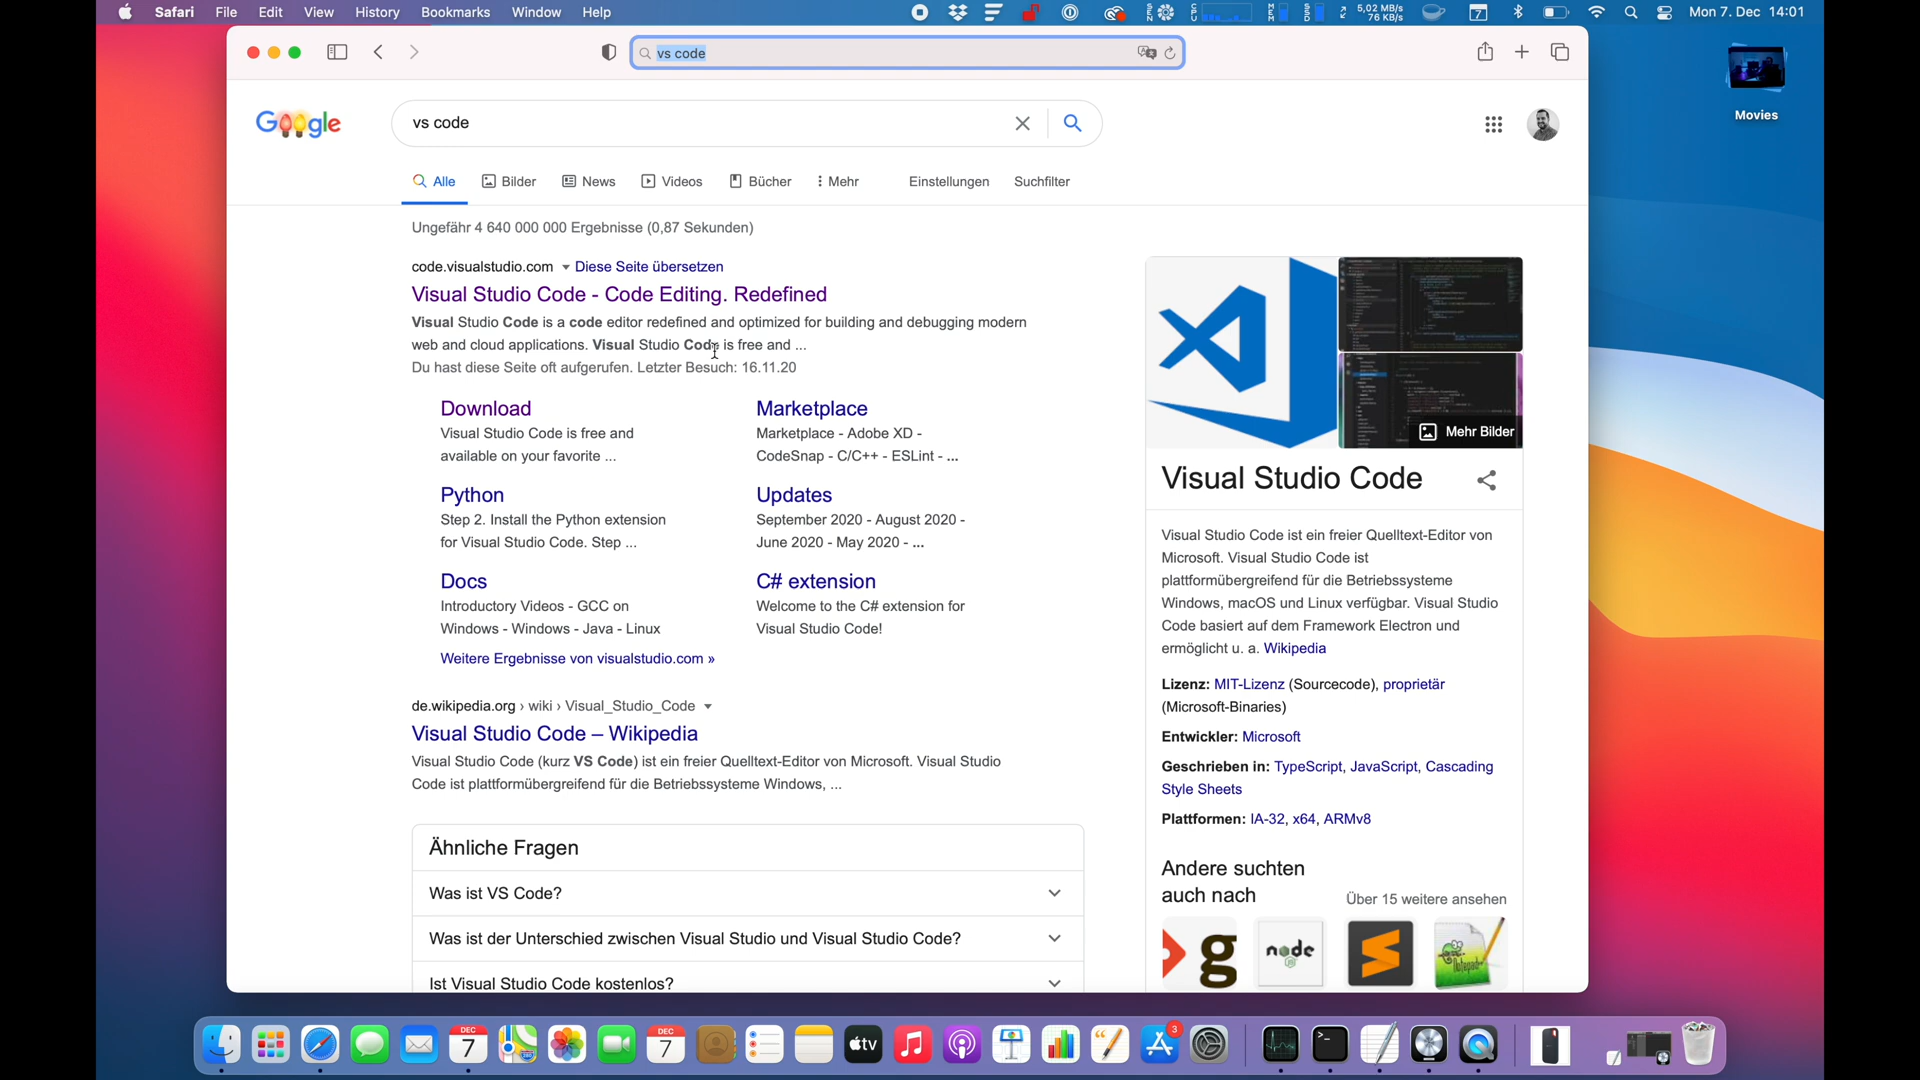 Safari File Edit View History Bookmarks Window Help
5,02 MB/s
76 KB/s
7
Mon 7. Dec 14:01
vs code
Movies
Google
vs code
Alle Bilder News Videos Bücher Mehr Einstellungen Suchfilter
Ungefähr 4 640 000 000 Ergebnisse (0,87 Sekunden)
code.visualstudio.com Diese Seite übersetzen
Visual Studio Code - Code Editing. Redefined
Visual Studio Code is a code editor redefined and optimized for building and debugging modern
web and cloud applications. Visual Studio Code is free and ...
Du hast diese Seite oft aufgerufen. Letzter Besuch: 16.11.20
Download
Visual Studio Code is free and
available on your favorite ...
Marketplace
Marketplace - Adobe XD -
CodeSnap - C/C++ - ESLint - ...
Python
Step 2. Install the Python extension
for Visual Studio Code. Step ...
Updates
September 2020 - August 2020 -
June 2020 - May 2020 - ...
Docs
Introductory Videos - GCC on
Windows - Windows - Java - Linux
C# extension
Welcome to the C# extension for
Visual Studio Code!
Weitere Ergebnisse von visualstudio.com »
de.wikipedia.org › wiki › Visual_Studio_Code
Visual Studio Code – Wikipedia
Visual Studio Code (kurz VS Code) ist ein freier Quelltext-Editor von Microsoft. Visual Studio
Code ist plattformübergreifend für die Betriebssysteme Windows, ...
Ähnliche Fragen
Was ist VS Code?
Was ist der Unterschied zwischen Visual Studio und Visual Studio Code?
Ist Visual Studio Code kostenlos?
Mehr Bilder
Visual Studio Code
Visual Studio Code ist ein freier Quelltext-Editor von
Microsoft. Visual Studio Code ist
plattformübergreifend für die Betriebssysteme
Windows, macOS und Linux verfügbar. Visual Studio
Code basiert auf dem Framework Electron und
ermöglicht u. a. Wikipedia
Lizenz: MIT-Lizenz (Sourcecode), proprietär
(Microsoft-Binaries)
Entwickler: Microsoft
Geschrieben in: TypeScript, JavaScript, Cascading
Style Sheets
Plattformen: IA-32, x64, ARMv8
Andere suchten
auch nach
Über 15 weitere ansehen
g
node
DEC
7
DEC
7
tv
3